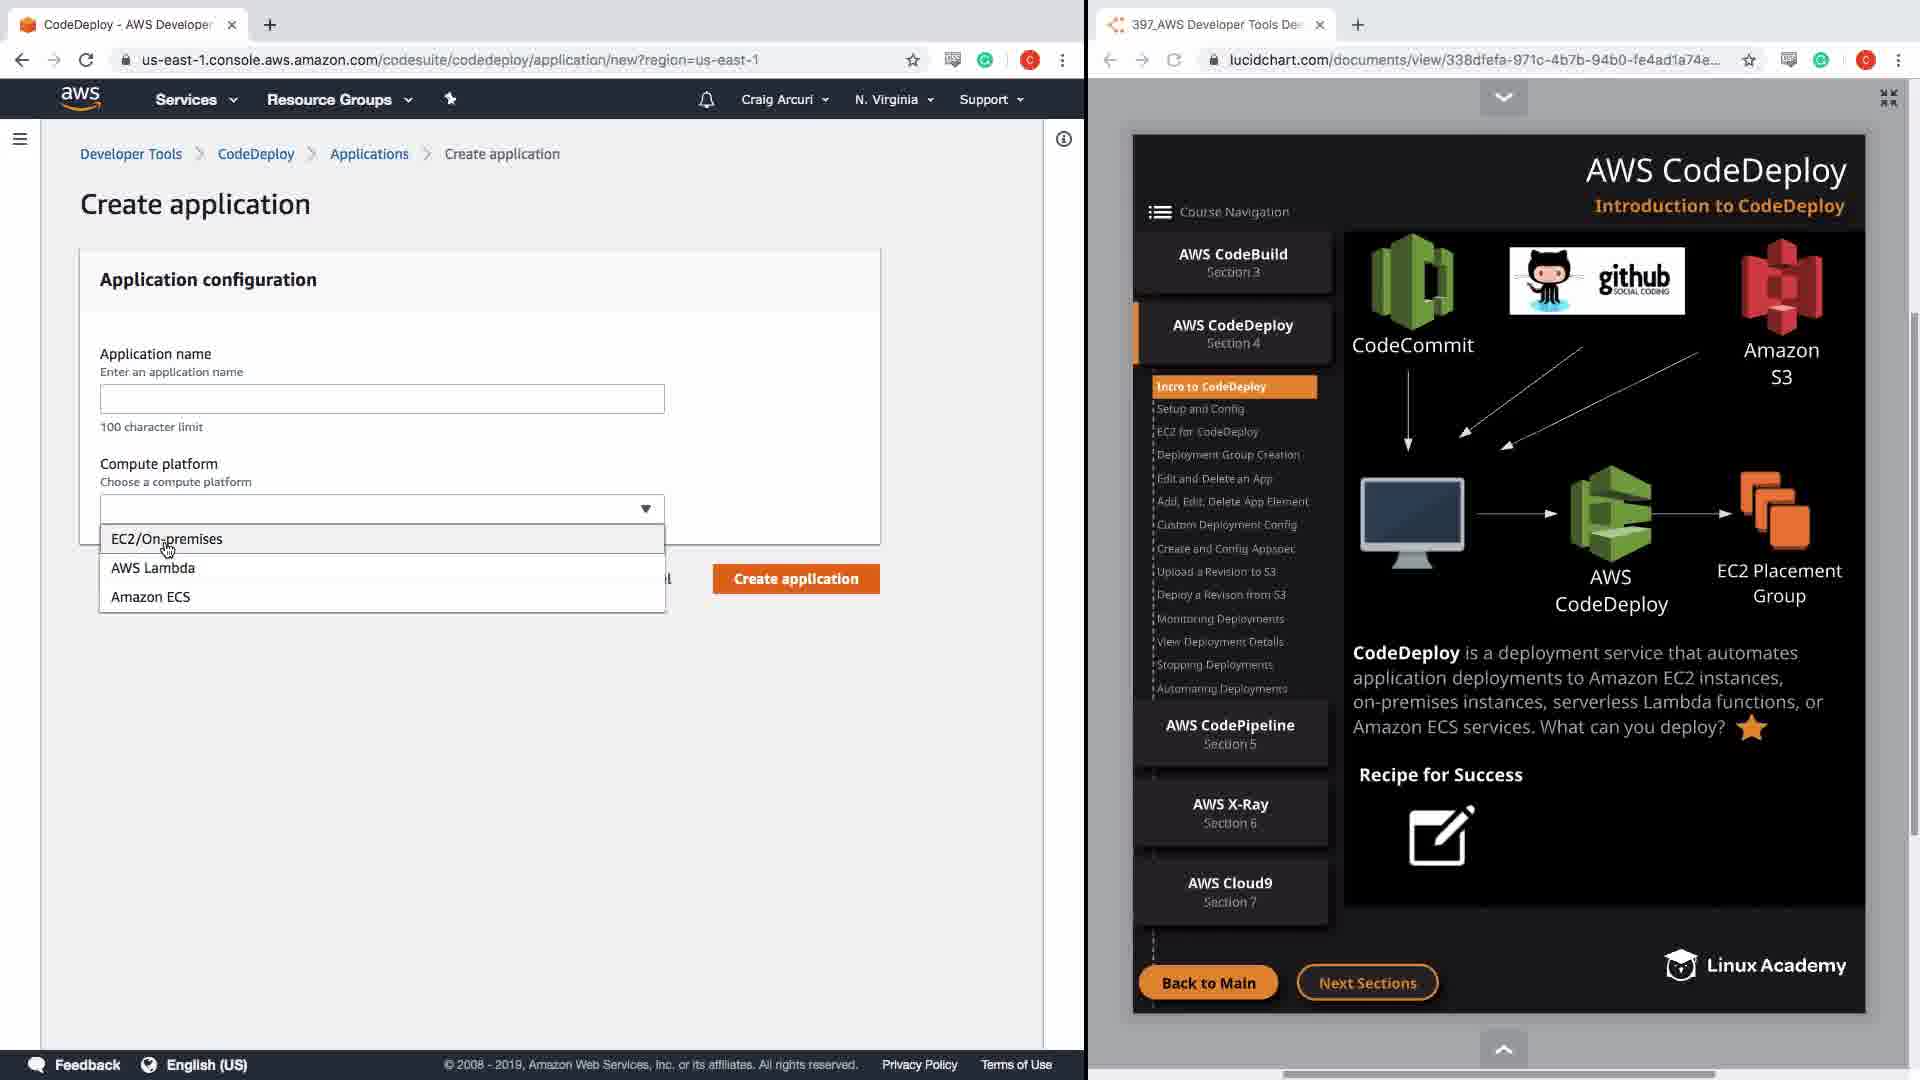 CodeDeploy - AWS Developer
us-east-1.console.aws.amazon.com/codesuite/codedeploy/application/new?region=us-east-1
C
aws
Services
Resource Groups
Craig Arcuri
N. Virginia
Support
Developer Tools
CodeDeploy
Applications
Create application
Create application
Application configuration
Application name
Enter an application name
100 character limit
Compute platform
Choose a compute platform
EC2/On-premises
AWS Lambda
Amazon ECS
Create application
Feedback
English (US)
© 2008 - 2019, Amazon Web Services, Inc. or its affiliates. All rights reserved.
Privacy Policy
Terms of Use
397_AWS Developer Tools Dee
lucidchart.com/documents/view/338dfefa-971c-4b7b-94b0-fe4ad1a74e...
C
AWS CodeDeploy
Introduction to CodeDeploy
Course Navigation
AWS CodeBuild
Section 3
AWS CodeDeploy
Section 4
Intro to CodeDeploy
Setup and Config
EC2 for CodeDeploy
Deployment Group Creation
Edit and Delete an App
Add, Edit, Delete App Element
Custom Deployment Config
Create and Config Appspec
Upload a Revision to S3
Deploy a Revison from S3
Monitoring Deployments
View Deployment Details
Stopping Deployments
Automaring Deployments
AWS CodePipeline
Section 5
AWS X-Ray
Section 6
AWS Cloud9
Section 7
Back to Main
Next Sections
CodeCommit
github
SOCIAL CODING
Amazon
S3
AWS
CodeDeploy
EC2 Placement
Group
CodeDeploy is a deployment service that automates
application deployments to Amazon EC2 instances,
on-premises instances, serverless Lambda functions, or
Amazon ECS services. What can you deploy?
Recipe for Success
Linux Academy